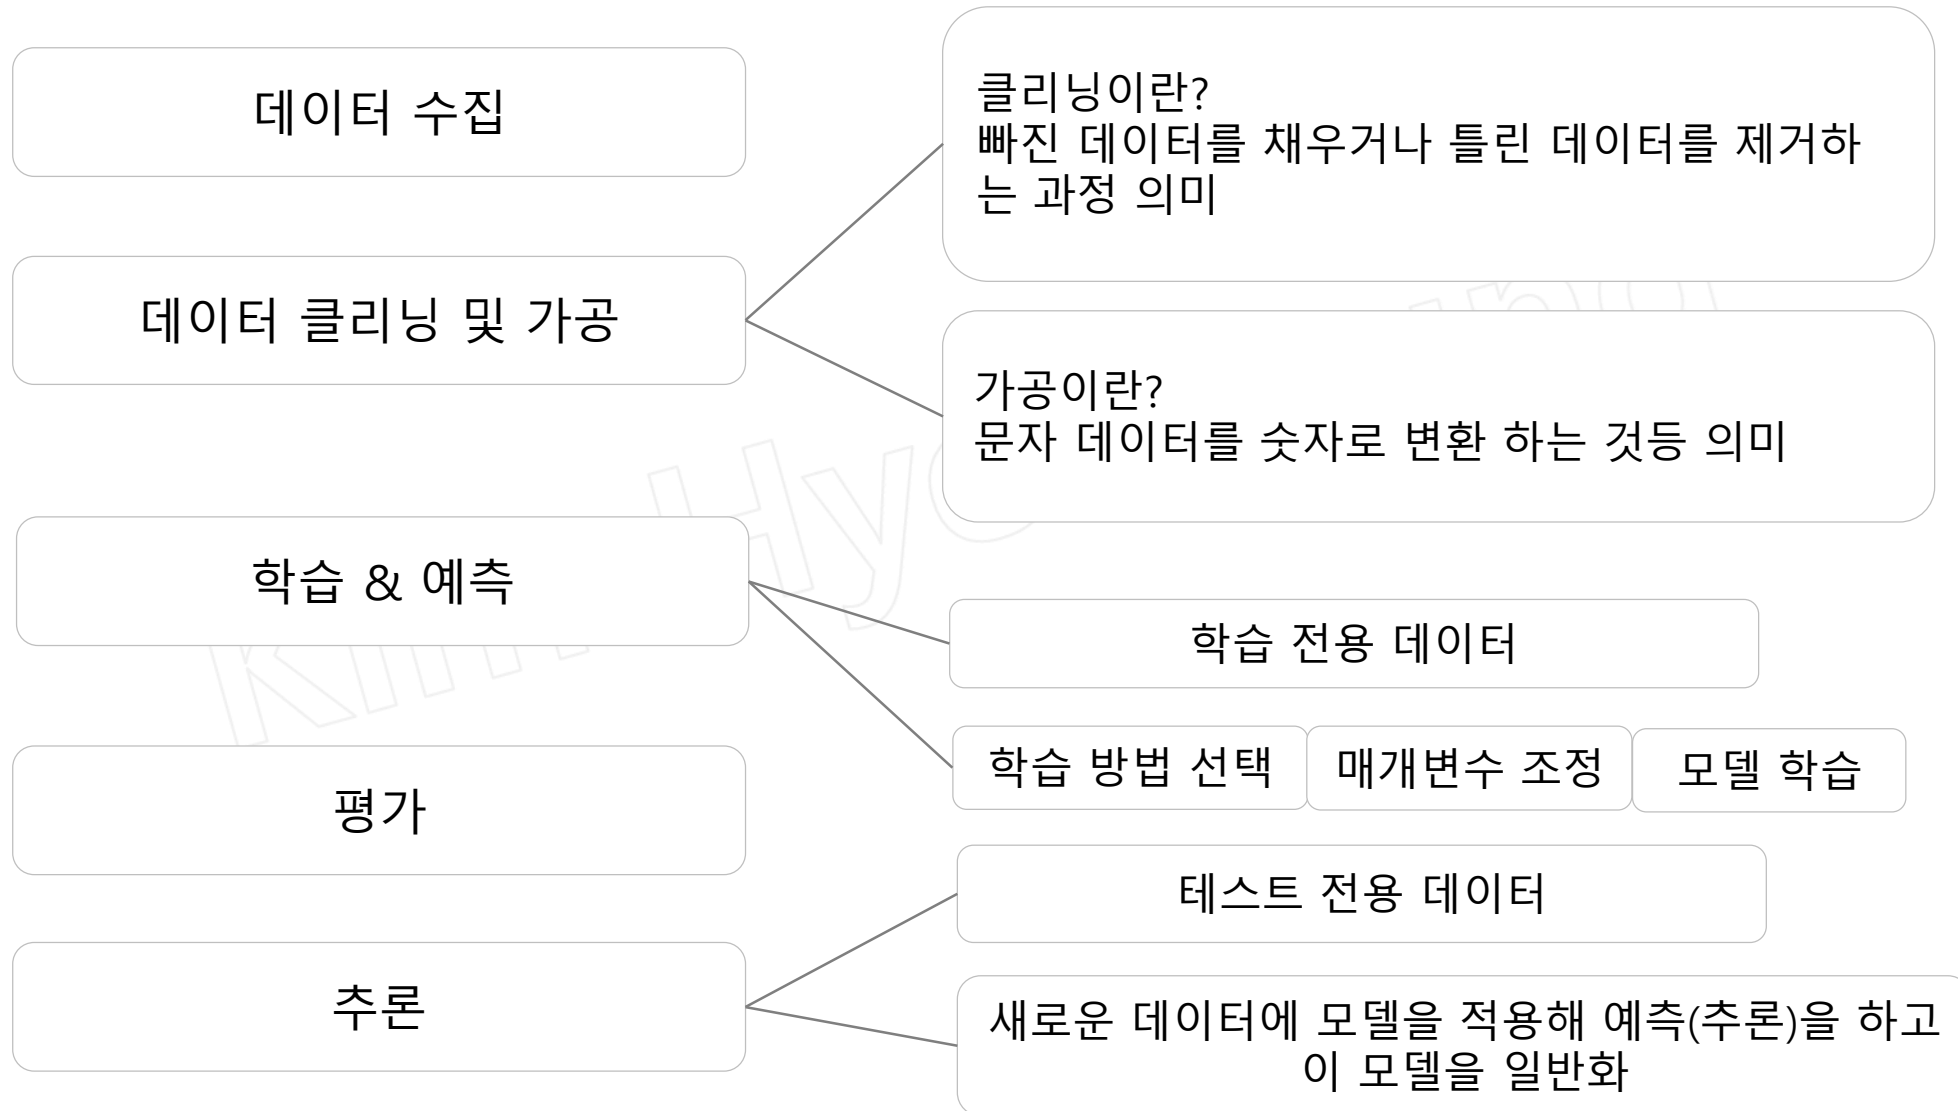 데이터 수집
클리닝이란?
빠진 데이터를 채우거나 틀린 데이터를 제거하
는 과정 의미
데이터 클리닝 및 가공
가공이란?
문자 데이터를 숫자로 변환 하는 것등 의미
학습 & 예측
학습 전용 데이터
학습 방법 선택
매개변수 조정
모델 학습
평가
테스트 전용 데이터
추론
새로운 데이터에 모델을 적용해 예측(추론)을 하고
이 모델을 일반화